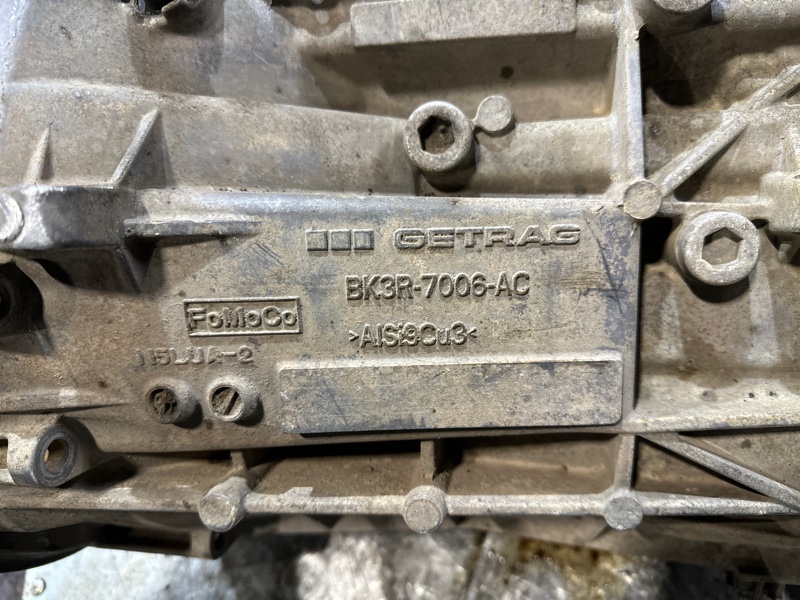 GETRAG
BK3R-7006-AC
FoMoCo
>AlSi9Cu3<